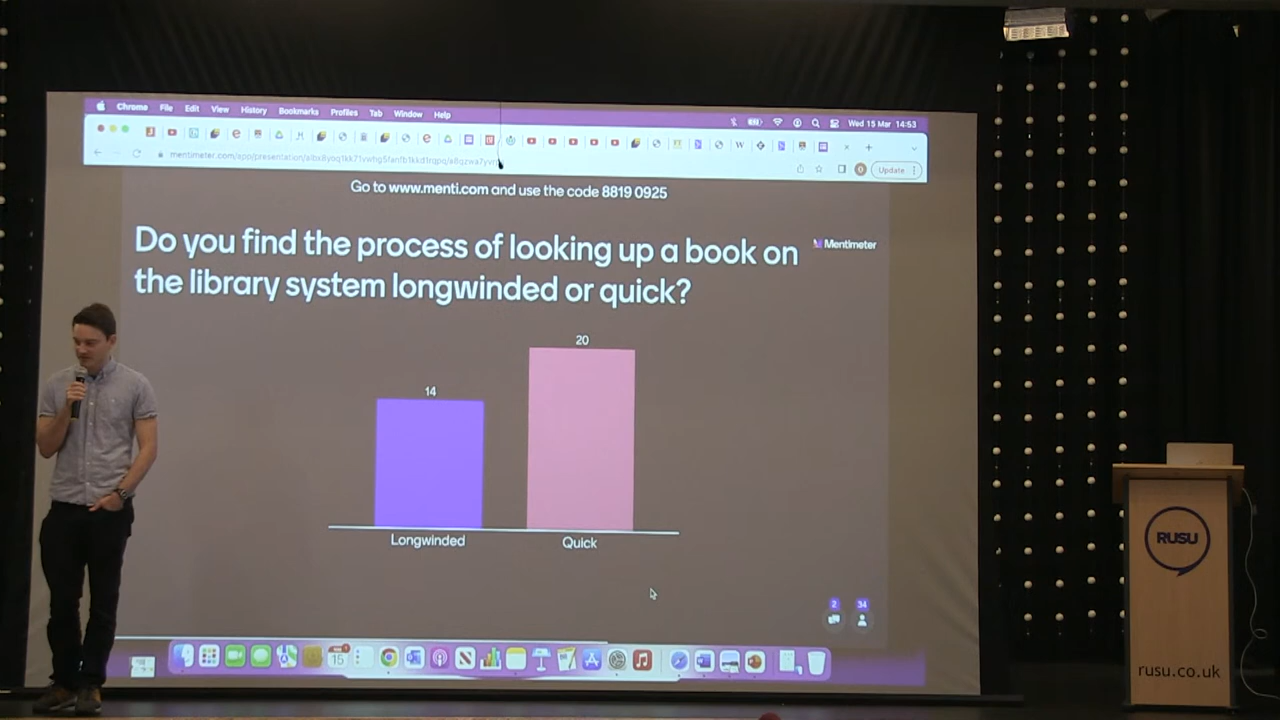 Chrome File Edit View History Bookmarks Profiles Tab Window Help
Wed 15 Mar 14:53
Update
Go to www.menti.com and use the code 8819 0925
Do you find the process of looking up a book on
the library system longwinded or quick?
Mentimeter
20
14
Longwinded
Quick
2
34
15
RUSU
rusu.co.uk